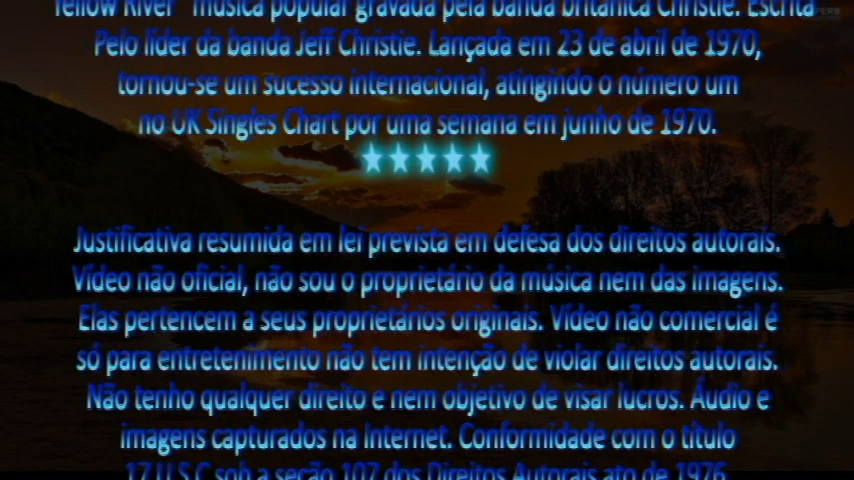 Yellow River" música popular gravada pela banda britânica Christie. Escrita
Pelo líder da banda Jeff Christie. Lançada em 23 de abril de 1970,
tornou-se um sucesso internacional, atingindo o número um
no UK Singles Chart por uma semana em junho de 1970.
★★★★★
Justificativa resumida em lei prevista em defesa dos direitos autorais.
Vídeo não oficial, não sou o proprietário da música nem das imagens.
Elas pertencem a seus proprietários originais. Vídeo não comercial é
só para entretenimento não tem intenção de violar direitos autorais.
Não tenho qualquer direito e nem objetivo de visar lucros. Áudio e
imagens capturados na Internet. Conformidade com o título
17 U.S.C sob a seção 107 dos Direitos Autorais ato de 1976